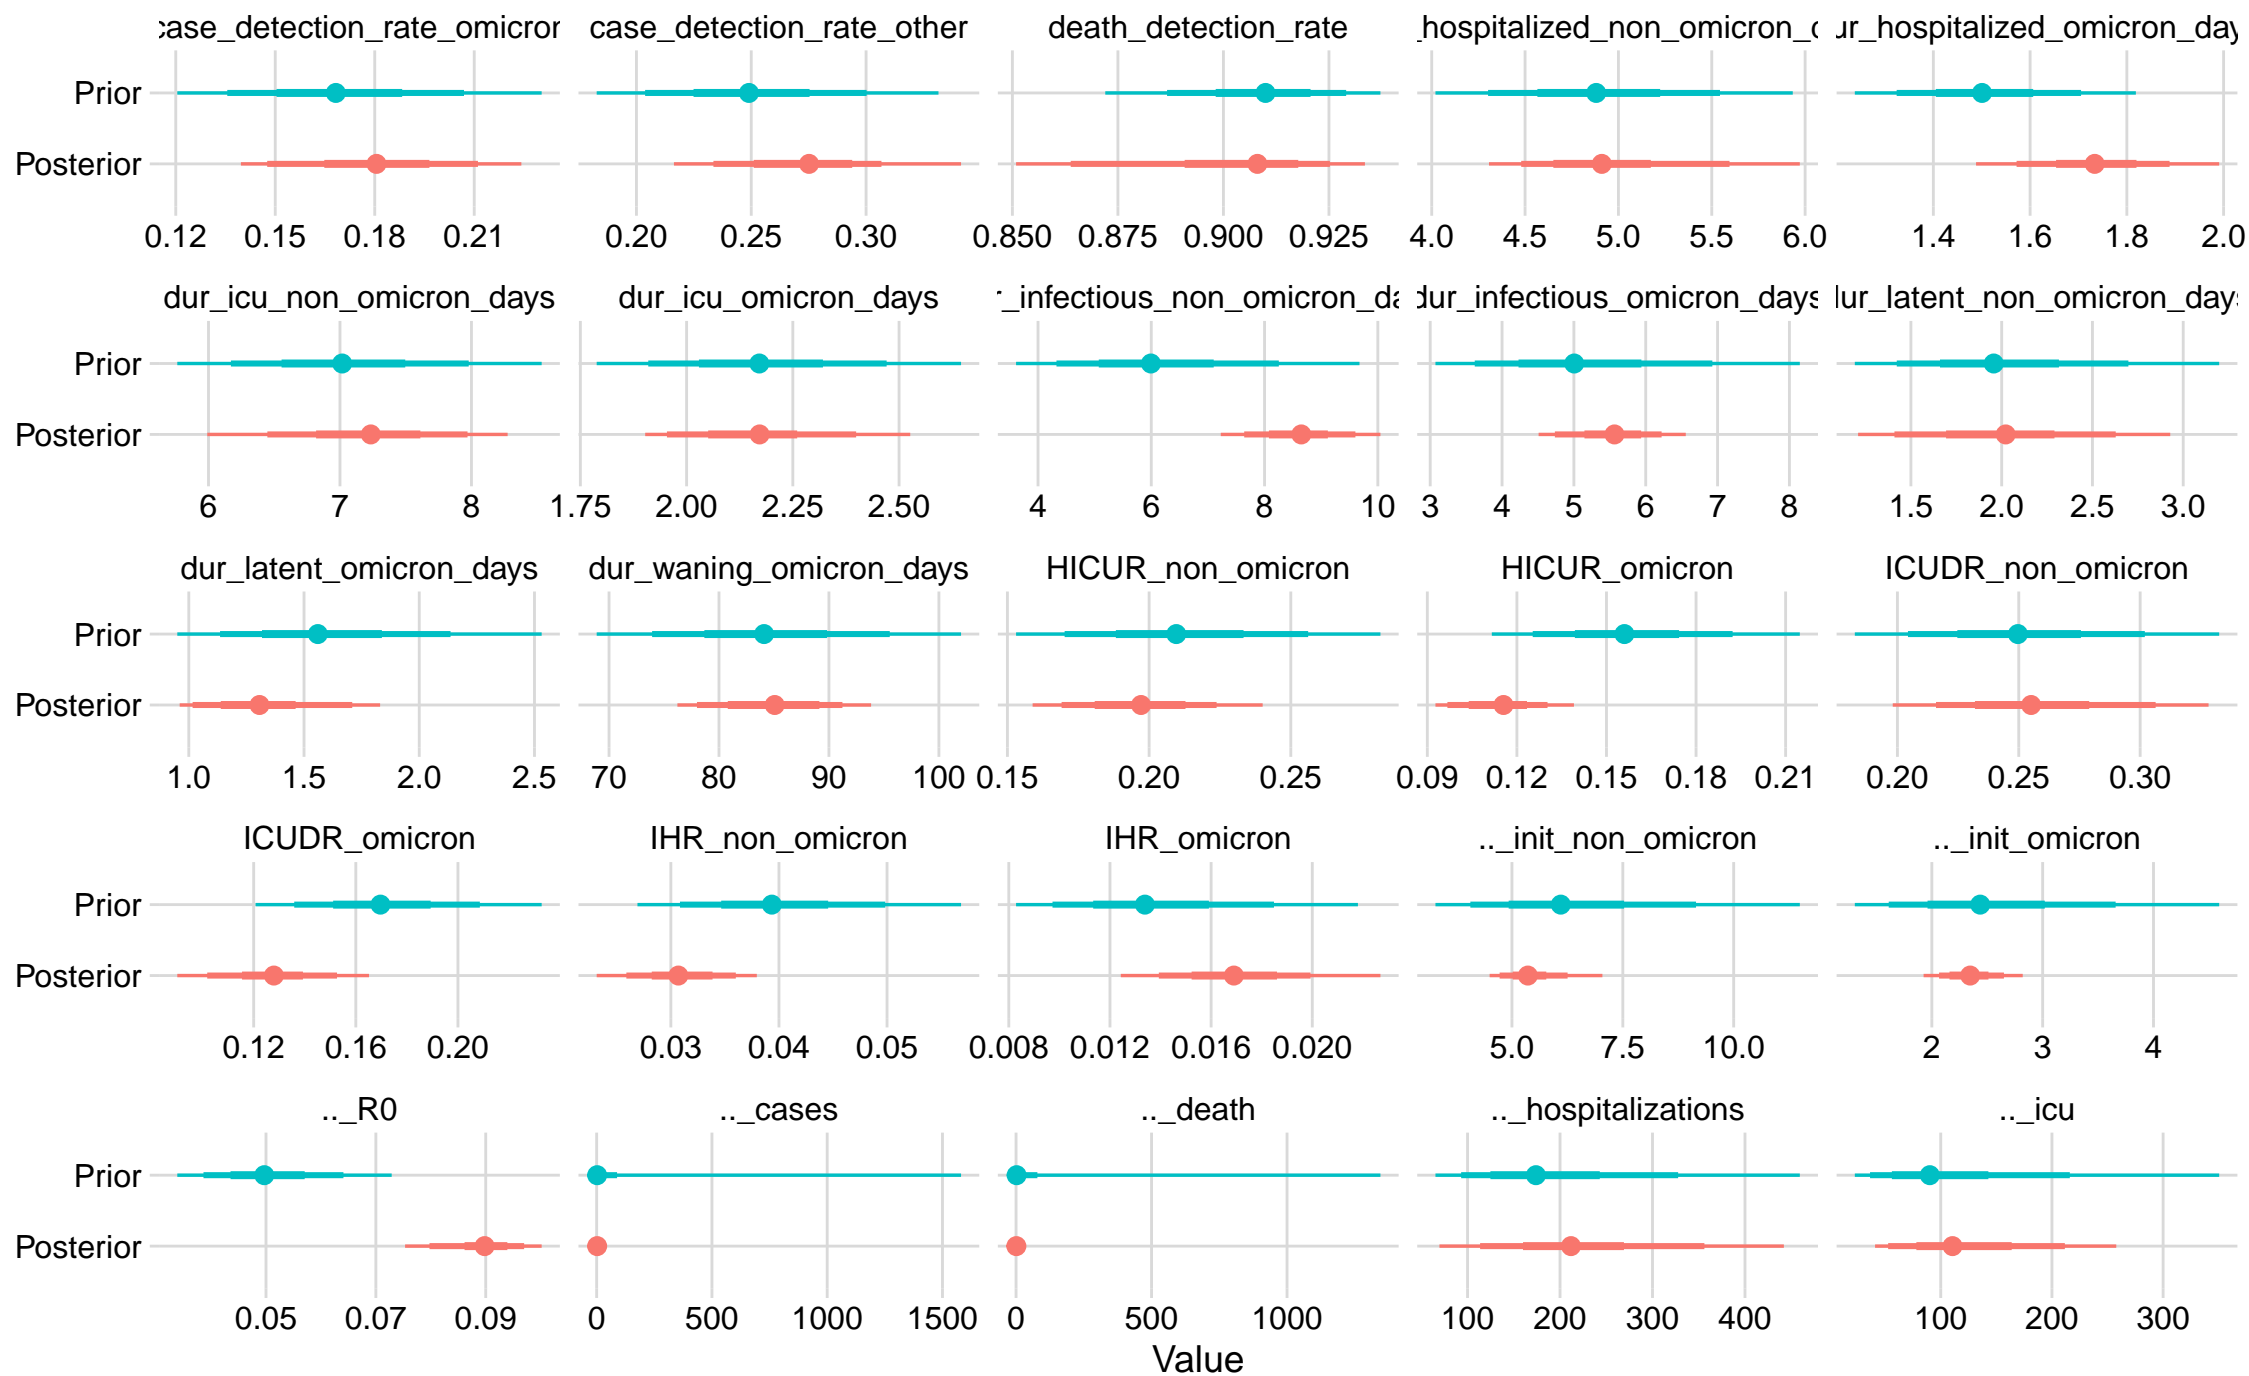 case_detection_rate_omicron case_detection_rate_other death_detection_rate _hospitalized_non_omicron_d ur_hospitalized_omicron_day
Prior
Posterior
0.12 0.15 0.18 0.21 0.20 0.25 0.30 0.850 0.875 0.900 0.925 4.0 4.5 5.0 5.5 6.0 1.4 1.6 1.8 2.0
dur_icu_non_omicron_days dur_icu_omicron_days r_infectious_non_omicron_da dur_infectious_omicron_days dur_latent_non_omicron_days
Prior
Posterior
6 7 8 1.75 2.00 2.25 2.50 4 6 8 10 3 4 5 6 7 8 1.5 2.0 2.5 3.0
dur_latent_omicron_days dur_waning_omicron_days HICUR_non_omicron HICUR_omicron ICUDR_non_omicron
Prior
Posterior
1.0 1.5 2.0 2.5 70 80 90 100 0.15 0.20 0.25 0.09 0.12 0.15 0.18 0.21 0.20 0.25 0.30
ICUDR_omicron IHR_non_omicron IHR_omicron .._init_non_omicron .._init_omicron
Prior
Posterior
0.12 0.16 0.20 0.03 0.04 0.05 0.008 0.012 0.016 0.020 5.0 7.5 10.0 2 3 4
.._R0 .._cases .._death .._hospitalizations .._icu
Prior
Posterior
0.05 0.07 0.09 0 500 1000 1500 0 500 1000 100 200 300 400 100 200 300
Value